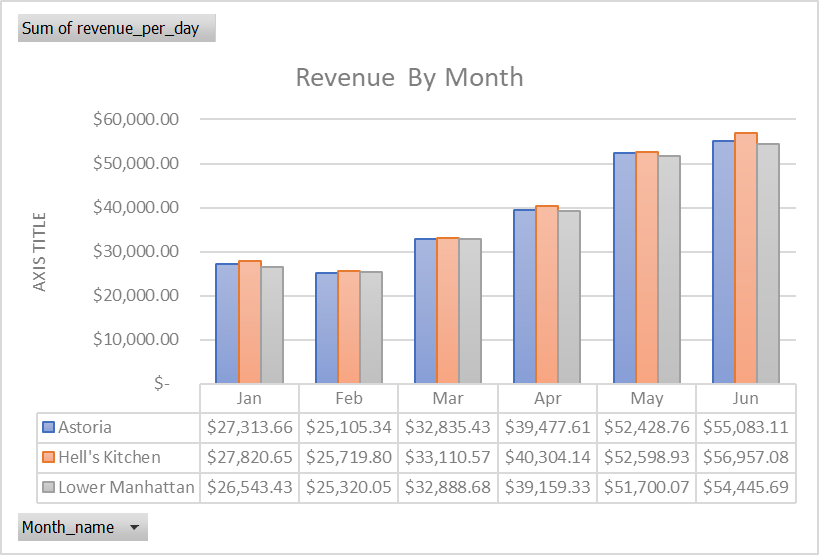 Sum of revenue_per_day
Revenue By Month
AXIS TITLE
$60,000.00
$50,000.00
$40,000.00
$30,000.00
$20,000.00
$10,000.00
$-
Jan Feb Mar Apr May Jun
Astoria $27,313.66 $25,105.34 $32,835.43 $39,477.61 $52,428.76 $55,083.11
Hell's Kitchen $27,820.65 $25,719.80 $33,110.57 $40,304.14 $52,598.93 $56,957.08
Lower Manhattan $26,543.43 $25,320.05 $32,888.68 $39,159.33 $51,700.07 $54,445.69
Month_name